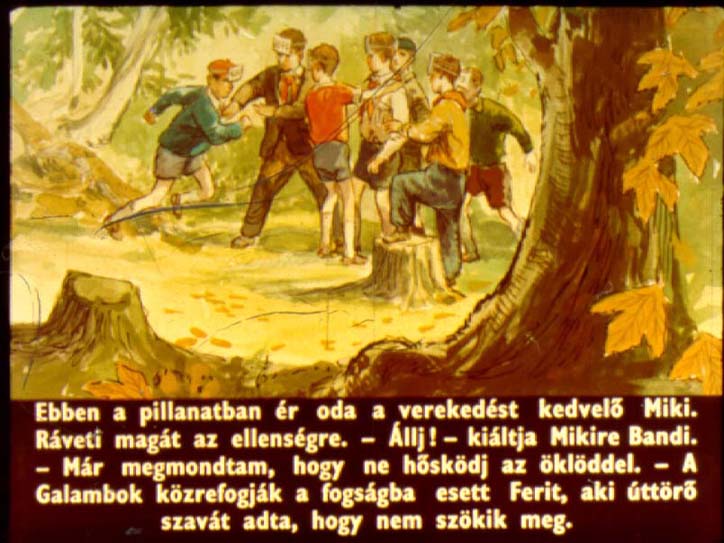 Ebben a pillanatban ér oda a verekedést kedvelő Miki.
Ráveti magát az ellenségre. – Állj! – kiáltja Mikire Bandi.
– Már megmondtam, hogy ne hősködj az öklöddel. – A
Galambok közrefogják a fogságba esett Ferit, aki úttörő
szavát adta, hogy nem szökik meg.